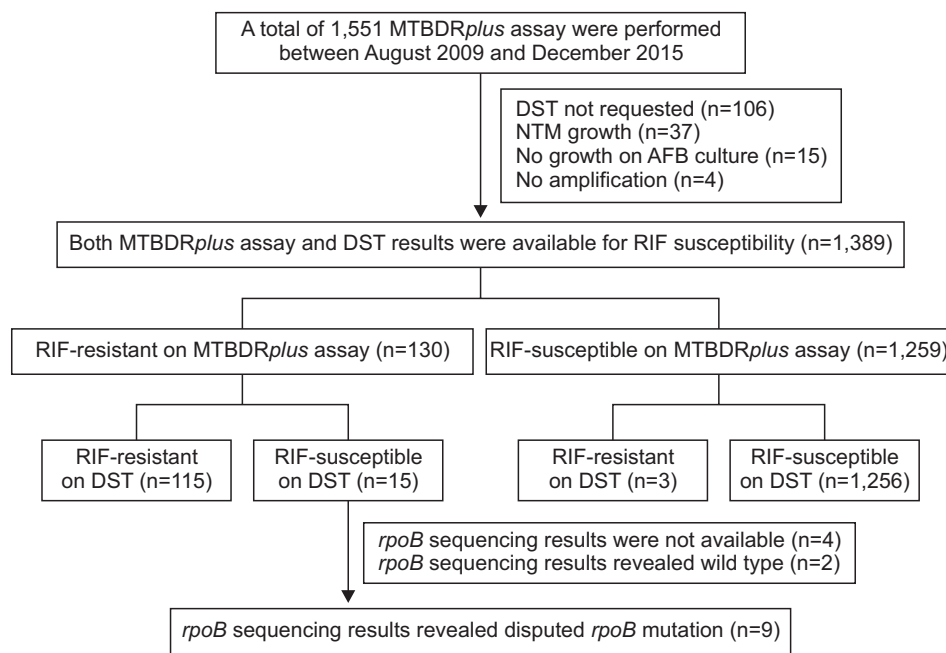 A total of 1,551 MTBDRplus assay were performed
between August 2009 and December 2015
DST not requested (n=106)
NTM growth (n=37)
No growth on AFB culture (n=15)
No amplification (n=4)
Both MTBDRplus assay and DST results were available for RIF susceptibility (n=1,389)
RIF-resistant on MTBDRplus assay (n=130)
RIF-susceptible on MTBDRplus assay (n=1,259)
RIF-resistant
on DST (n=115)
RIF-susceptible
on DST (n=15)
RIF-resistant
on DST (n=3)
RIF-susceptible
on DST (n=1,256)
rpoB sequencing results were not available (n=4)
rpoB sequencing results revealed wild type (n=2)
rpoB sequencing results revealed disputed rpoB mutation (n=9)